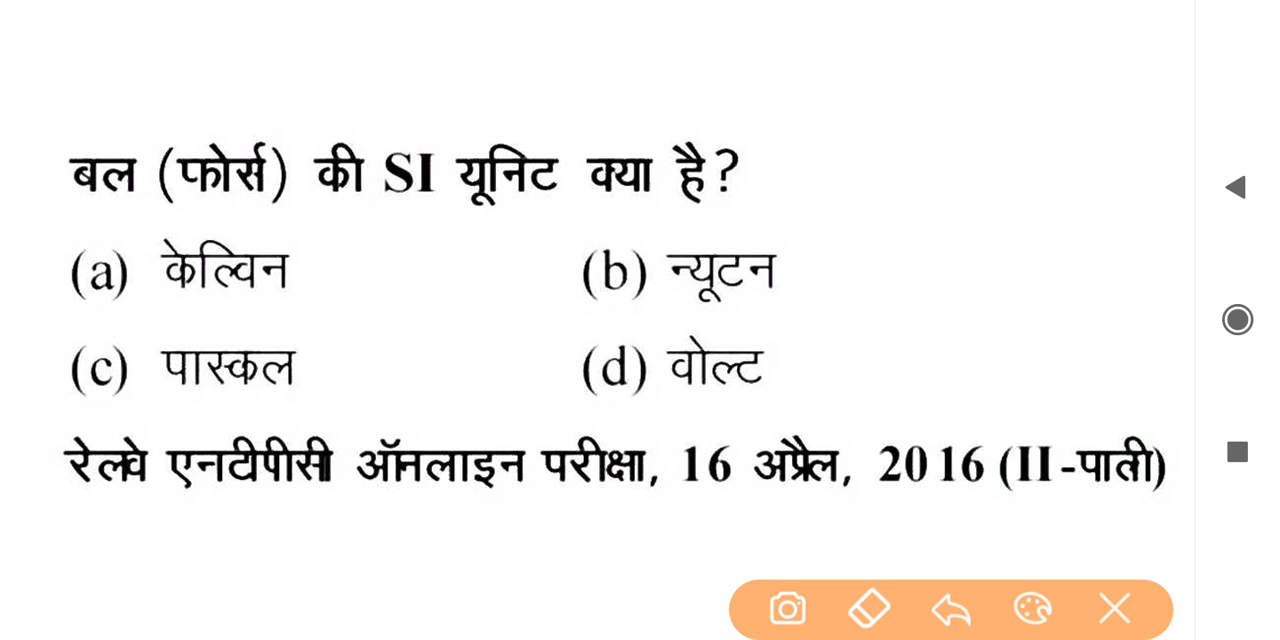 बल (फोर्स) की SI यूनिट क्या है?
(a) केल्विन (b) न्यूटन
(c) पास्कल (d) वोल्ट
रेलवे एनटीपीसी ऑनलाइन परीक्षा, 16 अप्रैल, 2016 (II-पाली)